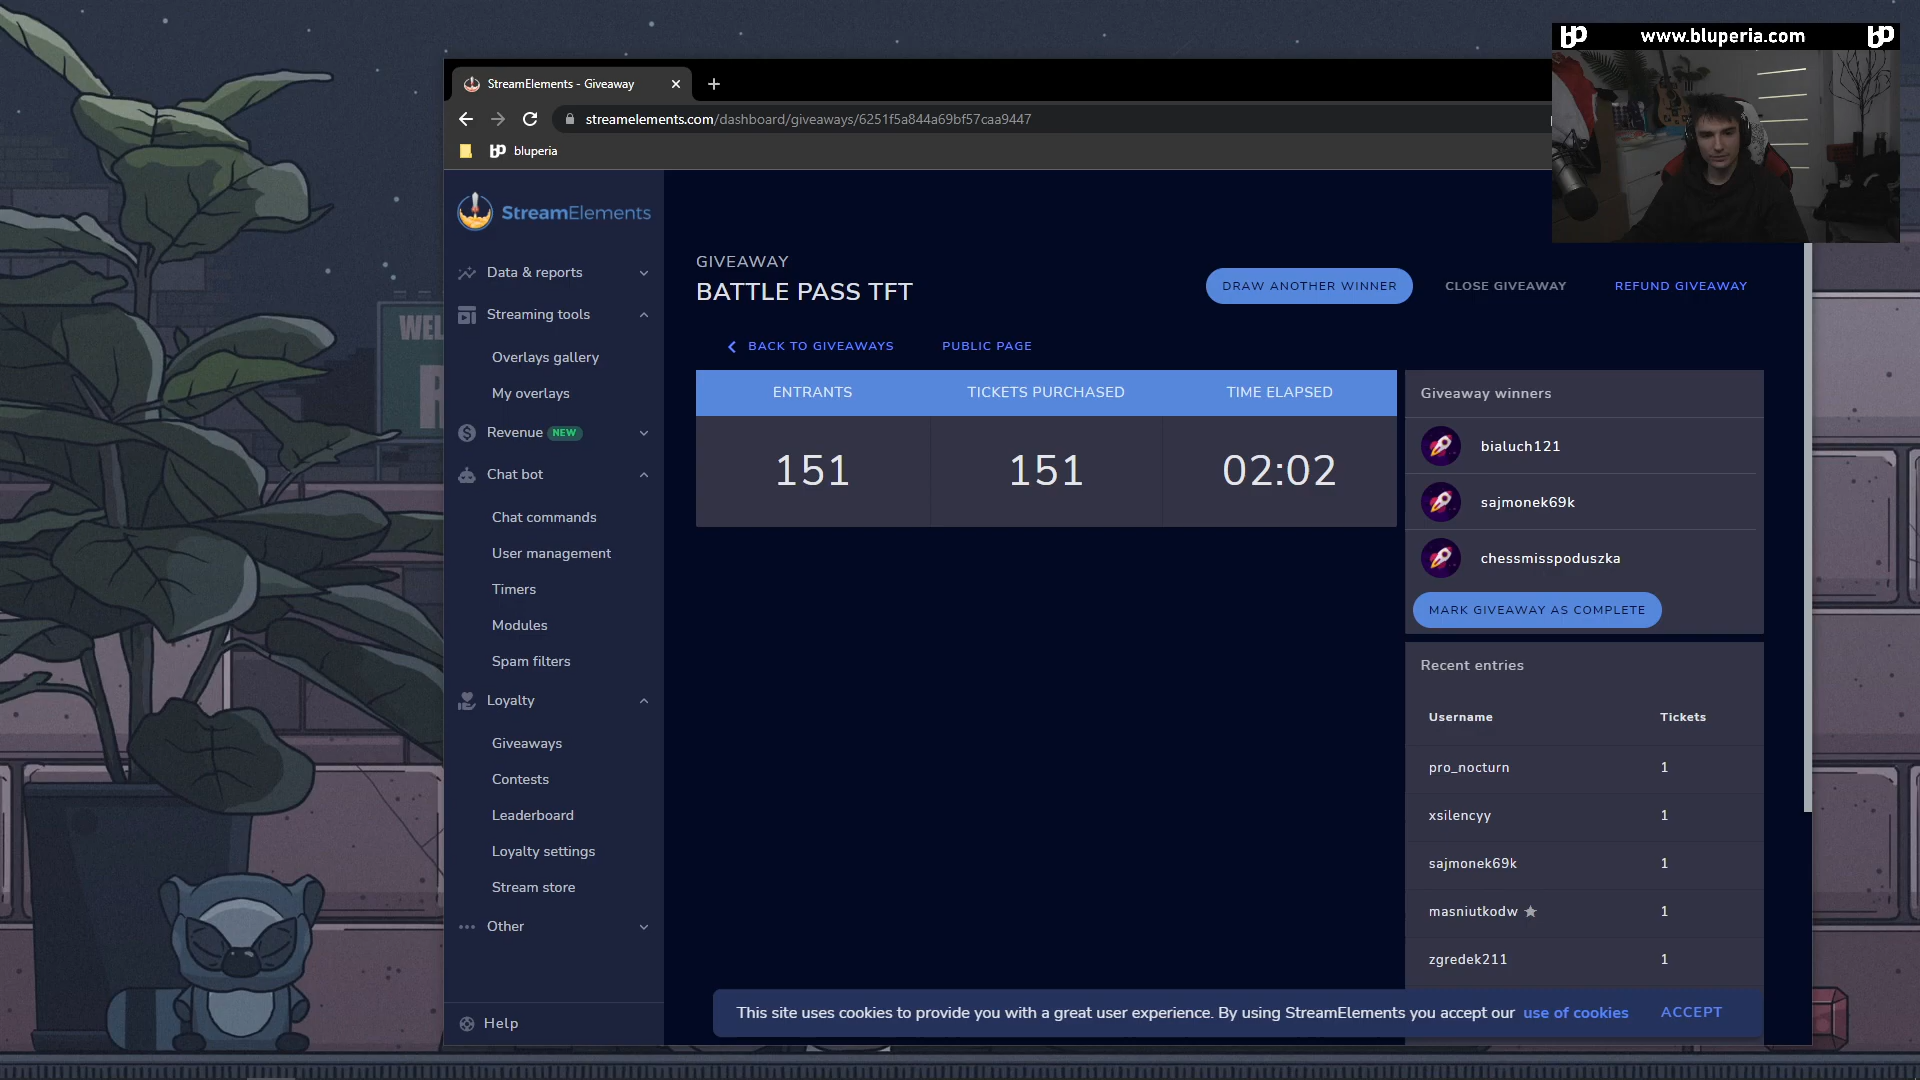 www.bluperia.com
StreamElements - Giveaway
streamelements.com/dashboard/giveaways/6251f5a844a69bf57caa9447
bluperia
StreamElements
Data & reports
Streaming tools
Overlays gallery
My overlays
Revenue NEW
Chat bot
Chat commands
User management
Timers
Modules
Spam filters
Loyalty
Giveaways
Contests
Leaderboard
Loyalty settings
Stream store
Other
Help
GIVEAWAY
BATTLE PASS TFT
DRAW ANOTHER WINNER
CLOSE GIVEAWAY
REFUND GIVEAWAY
BACK TO GIVEAWAYS
PUBLIC PAGE
ENTRANTS TICKETS PURCHASED TIME ELAPSED
151 151 02:02
Giveaway winners
bialuch121
sajmonek69k
chessmisspoduszka
MARK GIVEAWAY AS COMPLETE
Recent entries
Username Tickets
pro_nocturn 1
xsilencyy 1
sajmonek69k 1
masniutkodw 1
zgredek211 1
This site uses cookies to provide you with a great user experience. By using StreamElements you accept our use of cookies ACCEPT